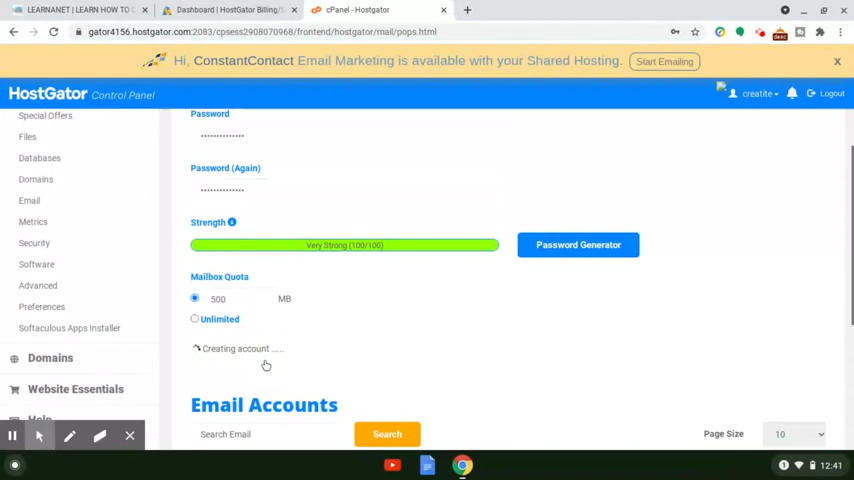 LEARNANET | LEARN HOW TO C
Dashboard | HostGator Billing/S
cPanel - Hostgator
gator4156.hostgator.com:2083/cpsess2908070968/frontend/hostgator/mail/pops.html
Hi, ConstantContact Email Marketing is available with your Shared Hosting.
Start Emailing
x
HostGator Control Panel
creatite
Logout
Special Offers
Files
Databases
Domains
Email
Metrics
Security
Software
Advanced
Preferences
Softaculous Apps Installer
Domains
Website Essentials
Help
Password
••••••••••••••
Password (Again)
••••••••••••••
Strength
Very Strong (100/100)
Password Generator
Mailbox Quota
500 MB
Unlimited
Creating account ......
Email Accounts
Search Email
Search
Page Size
10
1
12:41